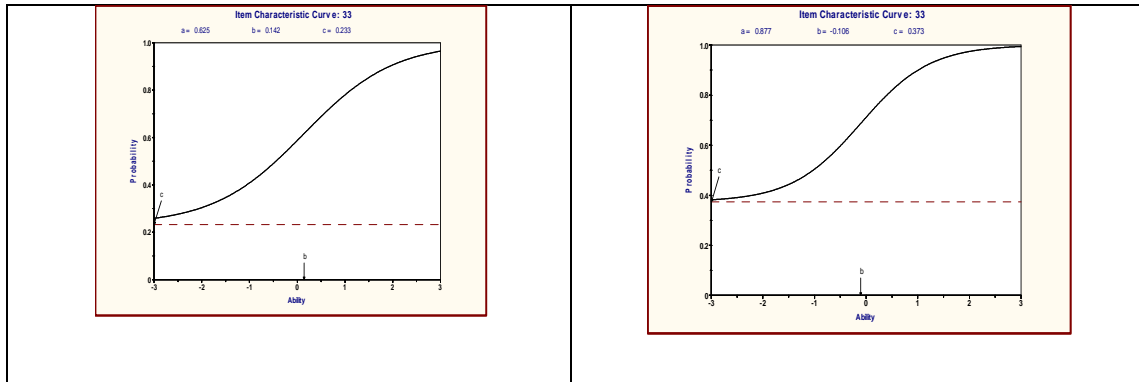 Item Characteristic Curve: 33
a = 0.625 b = 0.142 c = 0.233
1.0
0.8
0.6
0.4
0.2
0
Probability
c
b
-3 -2 -1 0 1 2 3
Ability
Item Characteristic Curve: 33
a = 0.877 b = -0.106 c = 0.373
1.0
0.8
0.6
0.4
0.2
0
Probability
c
b
-3 -2 -1 0 1 2 3
Ability